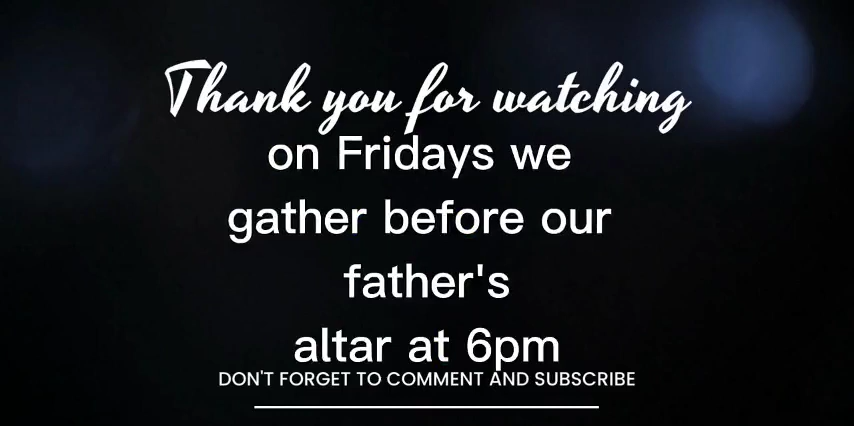 Thank you for watching
on Fridays we
gather before our
father's
altar at 6pm
DON'T FORGET TO COMMENT AND SUBSCRIBE